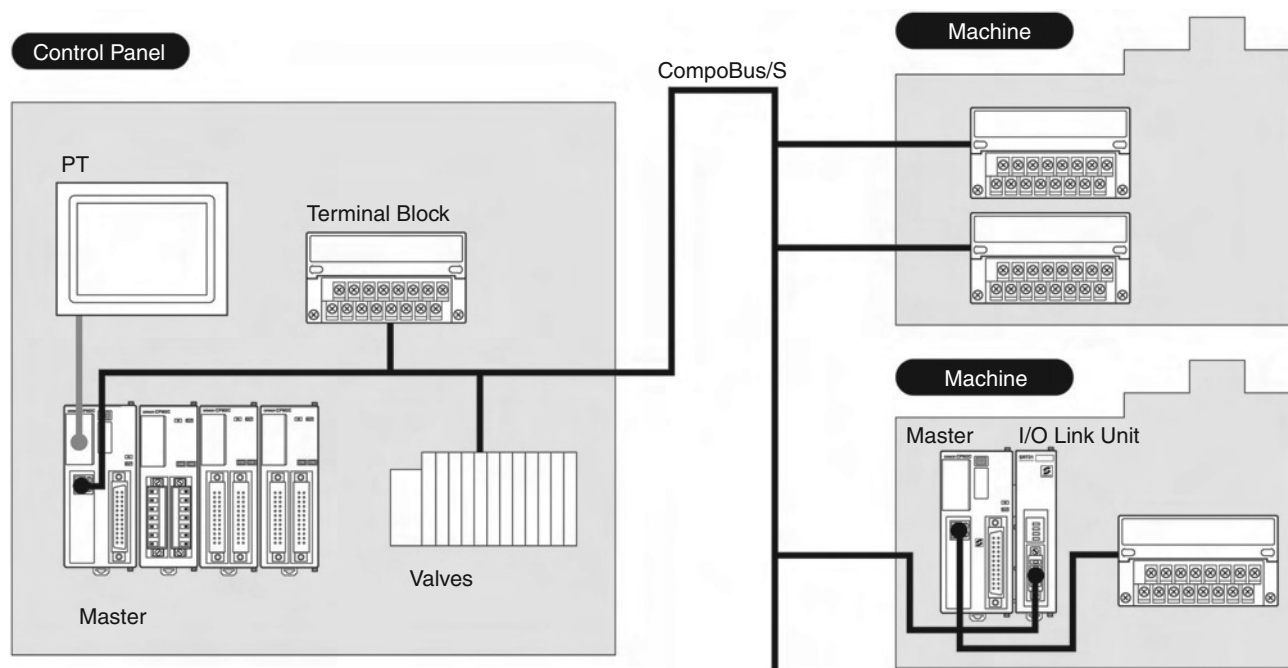 Control Panel
Machine
CompoBus/S
PT
Terminal Block
Machine
Master
I/O Link Unit
Valves
Master